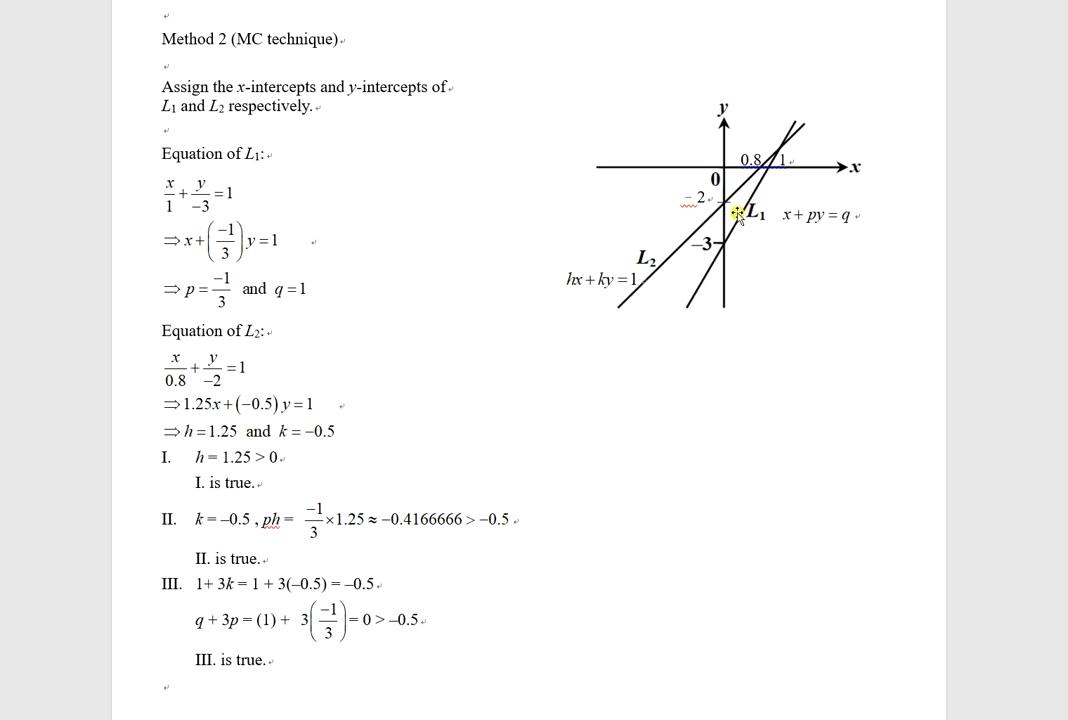 Method 2 (MC technique)
Assign the x-intercepts and y-intercepts of
L1 and L2 respectively.
Equation of L1:
x/1 + y/−3 = 1
⇒ x + (−1/3) y = 1
⇒ p = −1/3 and q = 1
Equation of L2:
x/0.8 + y/−2 = 1
⇒ 1.25x + (−0.5) y = 1
⇒ h = 1.25 and k = −0.5
I. h = 1.25 > 0
I. is true.
II. k = −0.5 , ph = −1/3 × 1.25 ≈ −0.4166666 > −0.5
II. is true.
III. 1+ 3k = 1 + 3(−0.5) = −0.5
q + 3p = (1) + 3(−1/3) = 0 > −0.5
III. is true.
y
0.8 1
x
0
− 2
L1 x + py = q
−3
L2
hx + ky = 1